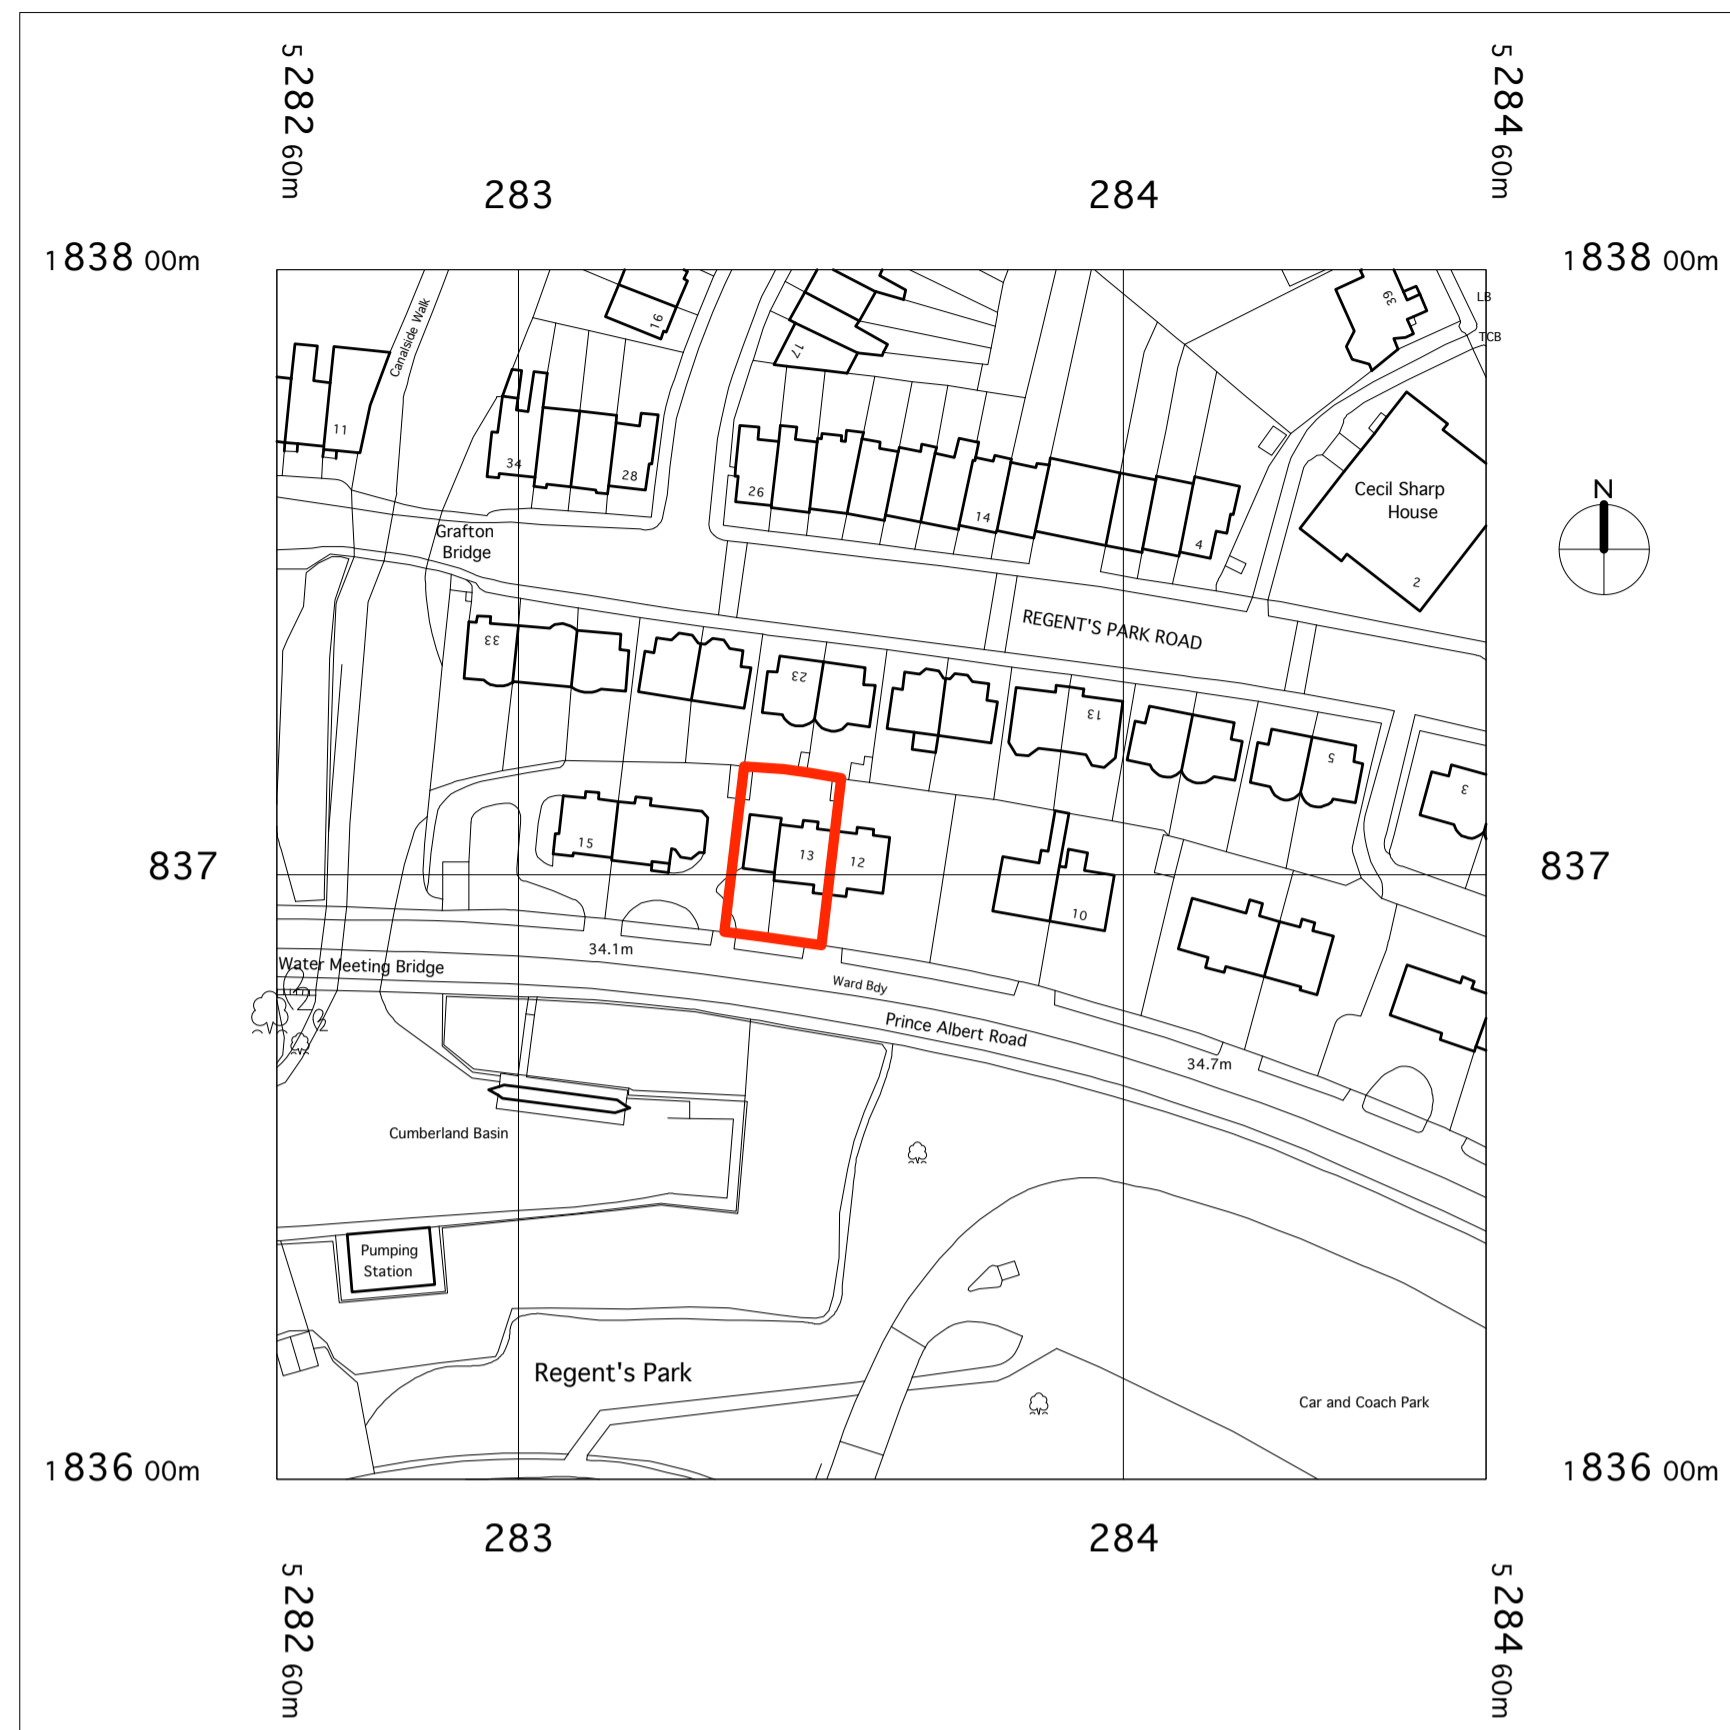 5 282 60m
5 284 60m
283
284
1838 00m
1838 00m
LB
TCB
39
16
17
Canalside Walk
11
34
28
26
14
4
Cecil Sharp
House
2
N
Grafton
Bridge
REGENT'S PARK ROAD
33
23
13
5
3
15
13
12
10
837
837
34.1m
Water Meeting Bridge
Ward Bdy
Prince Albert Road
34.7m
Cumberland Basin
Pumping
Station
Regent's Park
Car and Coach Park
1836 00m
1836 00m
283
284
5 282 60m
5 284 60m